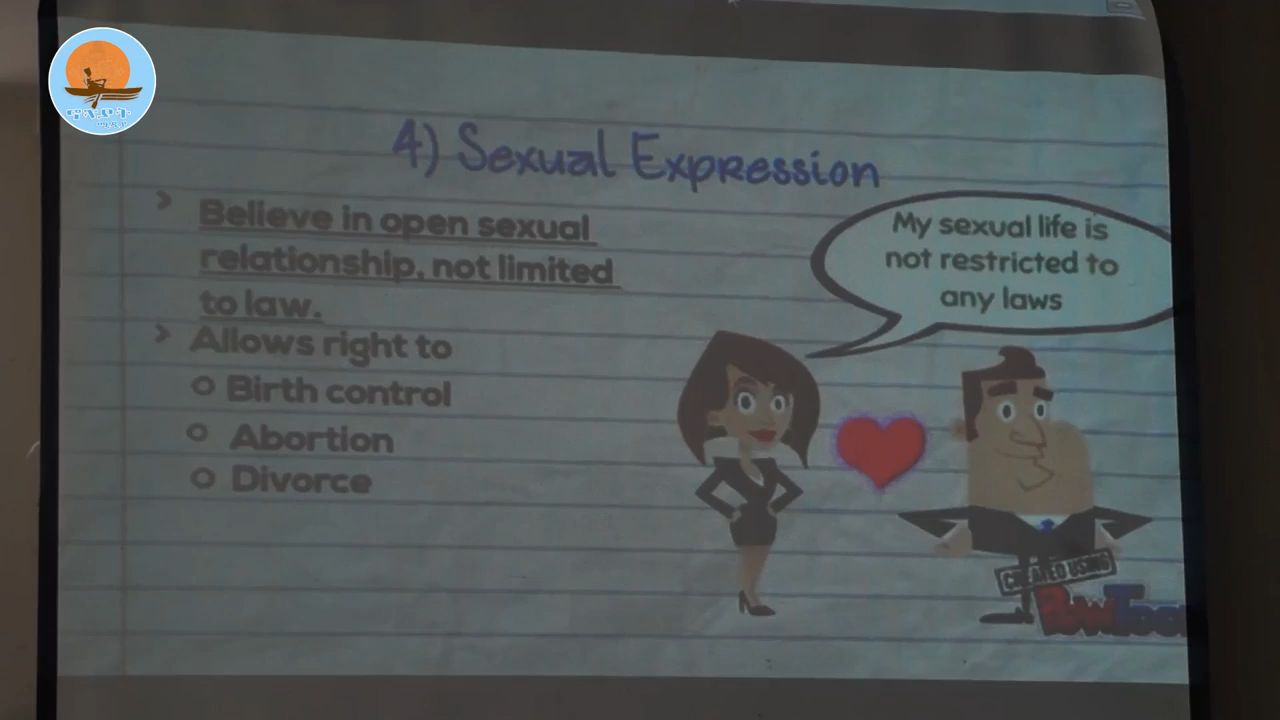 4) Sexual Expression
Believe in open sexual
relationship, not limited
to law.
Allows right to
Birth control
Abortion
Divorce
My sexual life is
not restricted to
any laws
CREATED USING